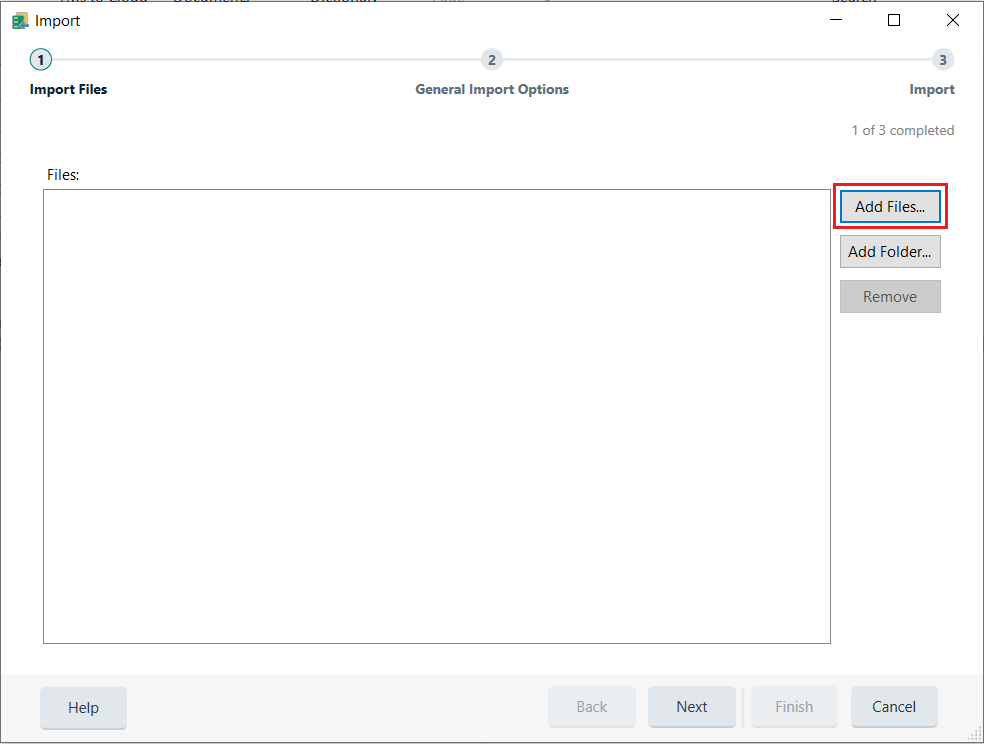 Import
1 2 3
Import Files General Import Options Import
1 of 3 completed
Files:
Add Files...
Add Folder...
Remove
Help Back Next Finish Cancel